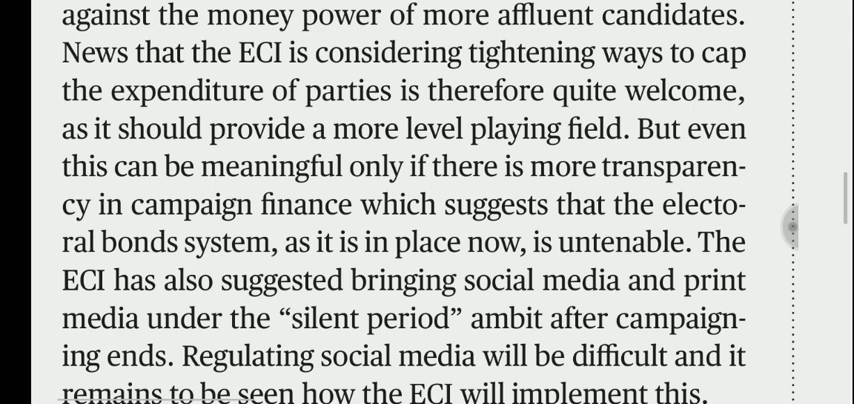 against the money power of more affluent candidates.
News that the ECI is considering tightening ways to cap
the expenditure of parties is therefore quite welcome,
as it should provide a more level playing field. But even
this can be meaningful only if there is more transparen-
cy in campaign finance which suggests that the electo-
ral bonds system, as it is in place now, is untenable. The
ECI has also suggested bringing social media and print
media under the “silent period” ambit after campaign-
ing ends. Regulating social media will be difficult and it
remains to be seen how the ECI will implement this.